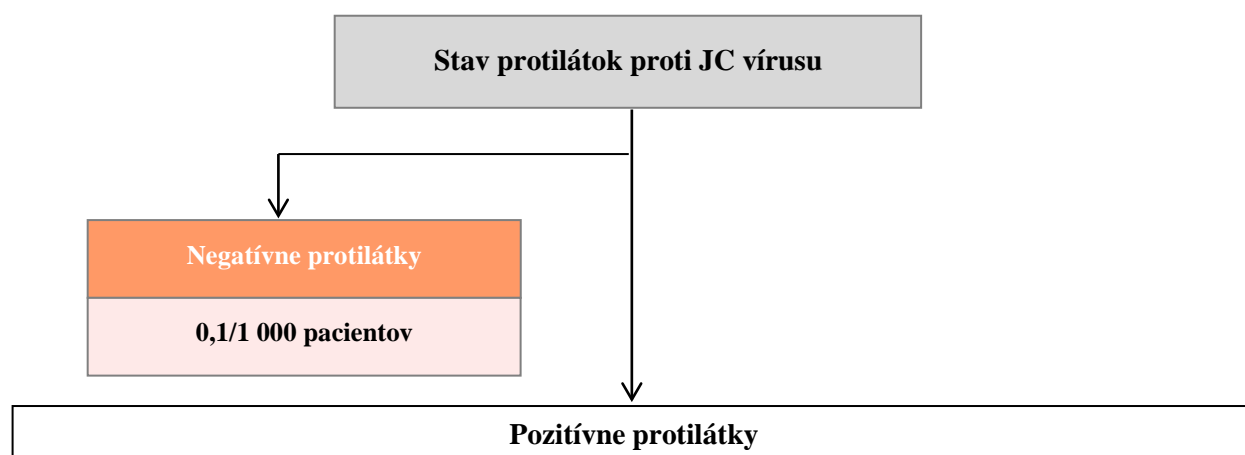 Stav protilátok proti JC vírusu
Negatívne protilátky
0,1/1 000 pacientov
Pozitívne protilátky